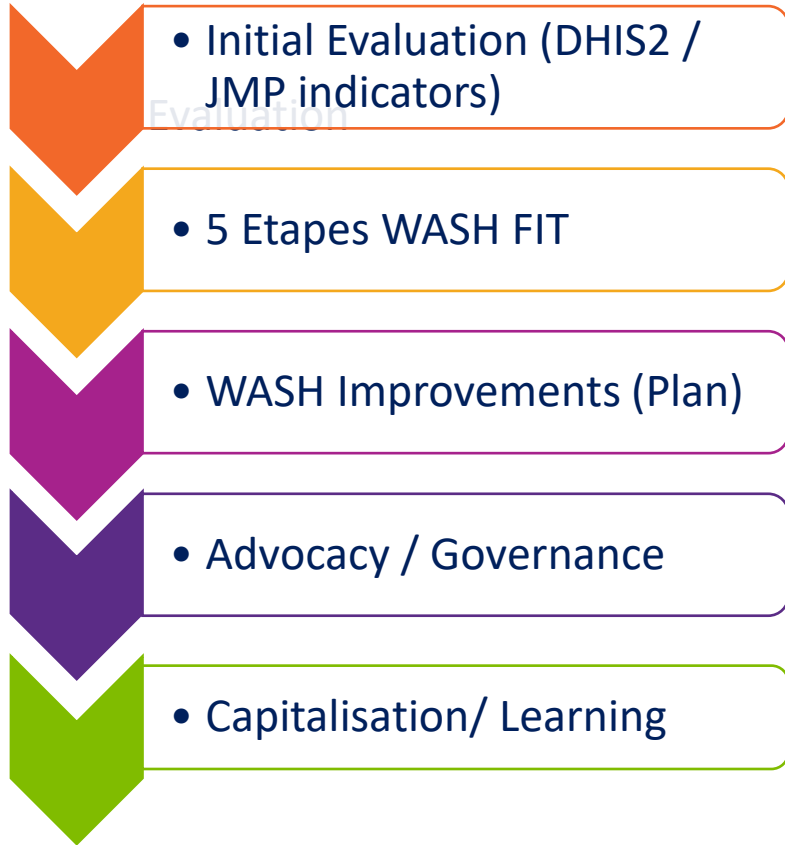 • Initial Evaluation (DHIS2 /
JMP indicators)
Evaluation
• 5 Etapes WASH FIT
• WASH Improvements (Plan)
• Advocacy / Governance
• Capitalisation/ Learning